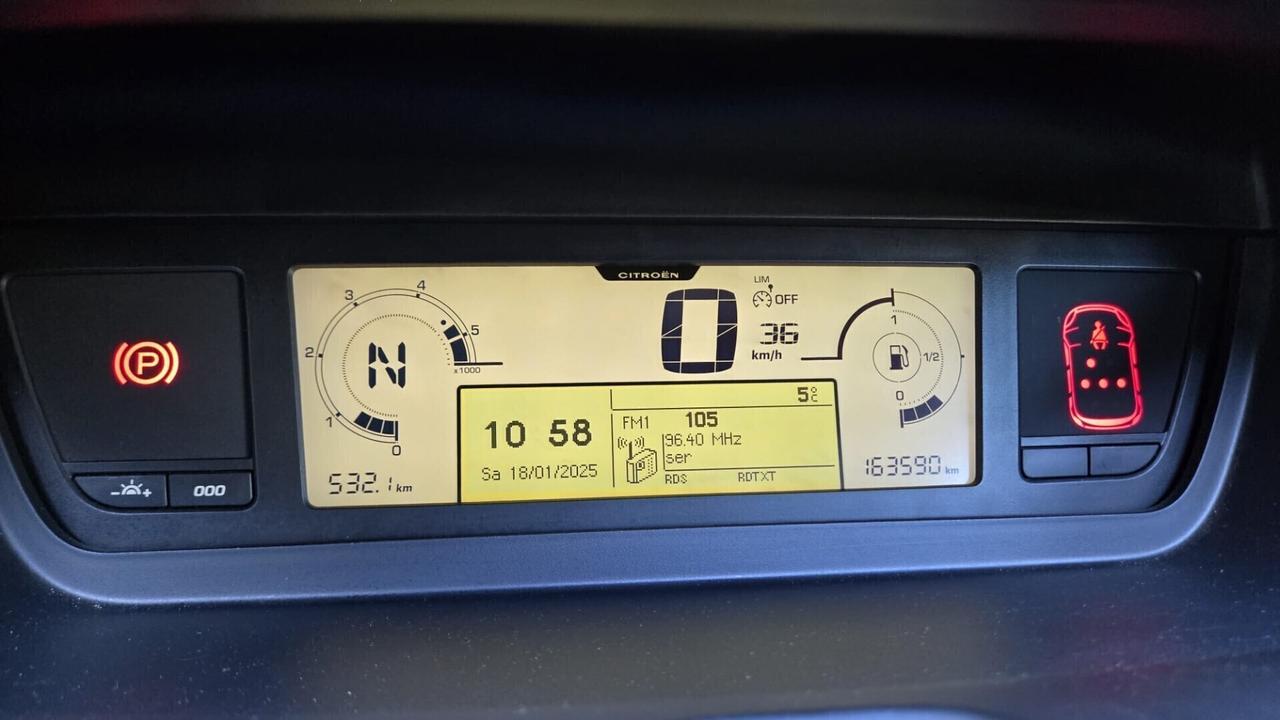 CITROËN
P
3
4
2
5
x1000
N
1
0
532.1 km
0
LIM
OFF
36
km/h
1
1/2
0
163590 km
10 58
Sa 18/01/2025
5°C
FM1 105
96.40 MHz
ser
RDS RDTXT
- +
000